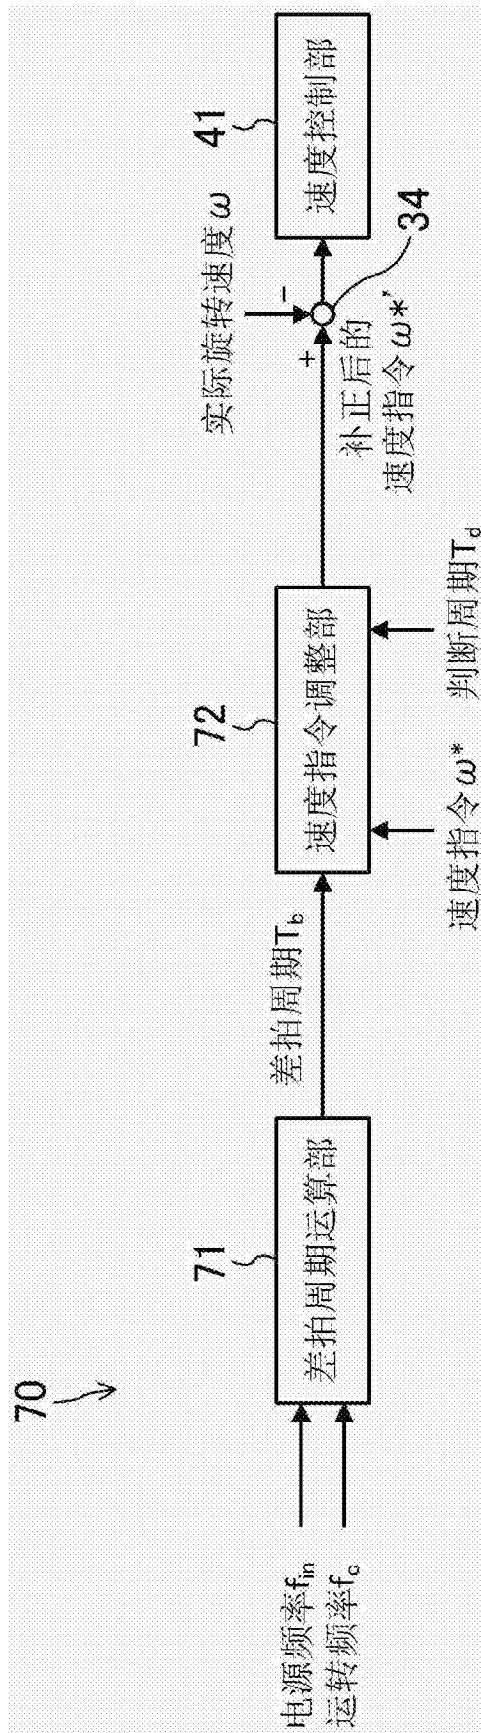 70
电源频率fin
运转频率fc
71
差拍周期运算部
差拍周期Tb
72
速度指令调整部
速度指令ω*
判断周期Td
+
补正后的
速度指令ω*'
实际旋转速度ω
−
34
41
速度控制部